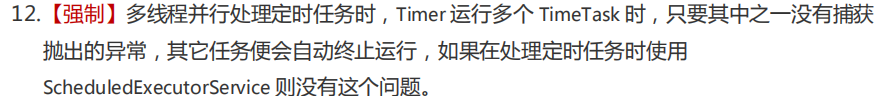 12.【强制】多线程并行处理定时任务时，Timer 运行多个 TimeTask 时，只要其中之一没有捕获
抛出的异常，其它任务便会自动终止运行，如果在处理定时任务时使用
ScheduledExecutorService 则没有这个问题。